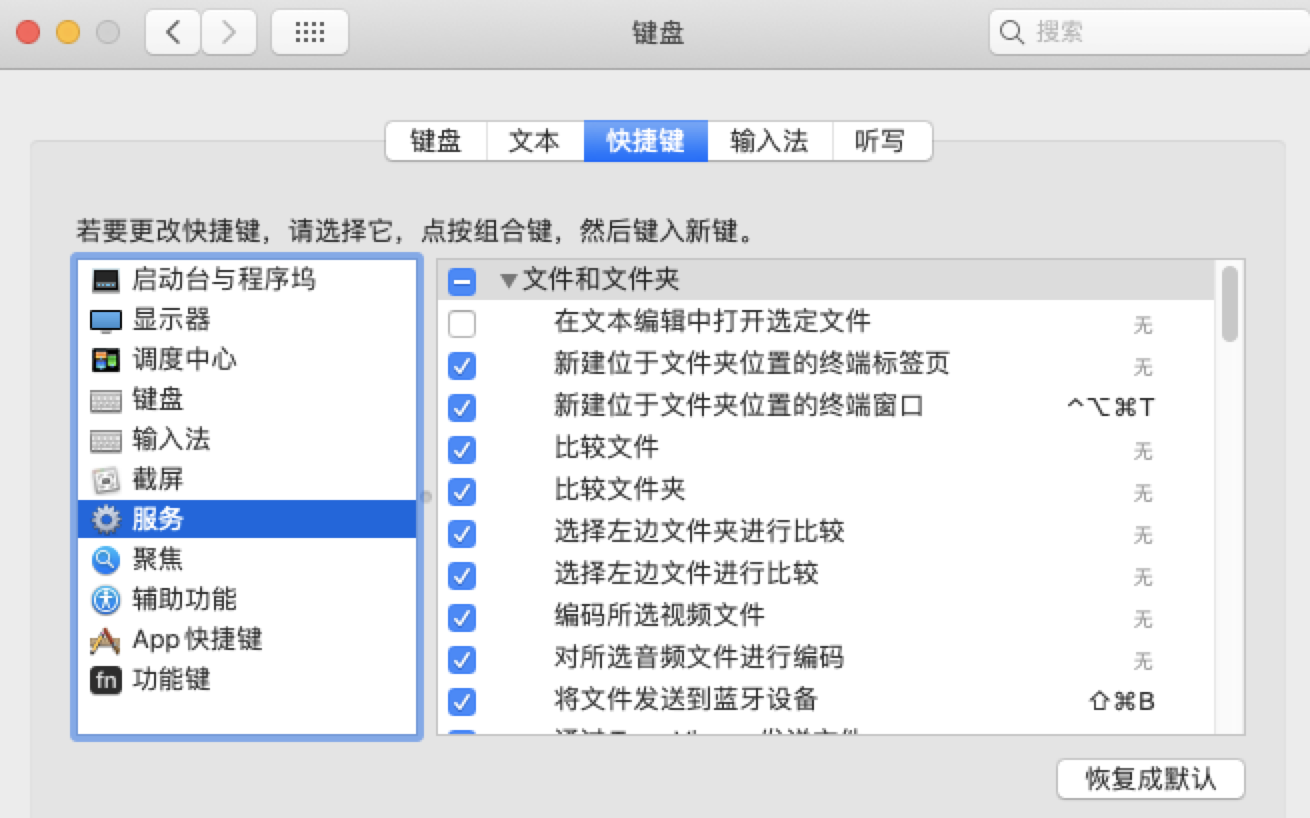 键盘
搜索
键盘 文本 快捷键 输入法 听写
若要更改快捷键，请选择它，点按组合键，然后键入新键。
启动台与程序坞
显示器
调度中心
键盘
输入法
截屏
服务
聚焦
辅助功能
App 快捷键
fn 功能键
▼文件和文件夹
在文本编辑中打开选定文件 无
新建位于文件夹位置的终端标签页 无
新建位于文件夹位置的终端窗口 ^⌥⌘T
比较文件 无
比较文件夹 无
选择左边文件夹进行比较 无
选择左边文件进行比较 无
编码所选视频文件 无
对所选音频文件进行编码 无
将文件发送到蓝牙设备 ⇧⌘B
恢复成默认